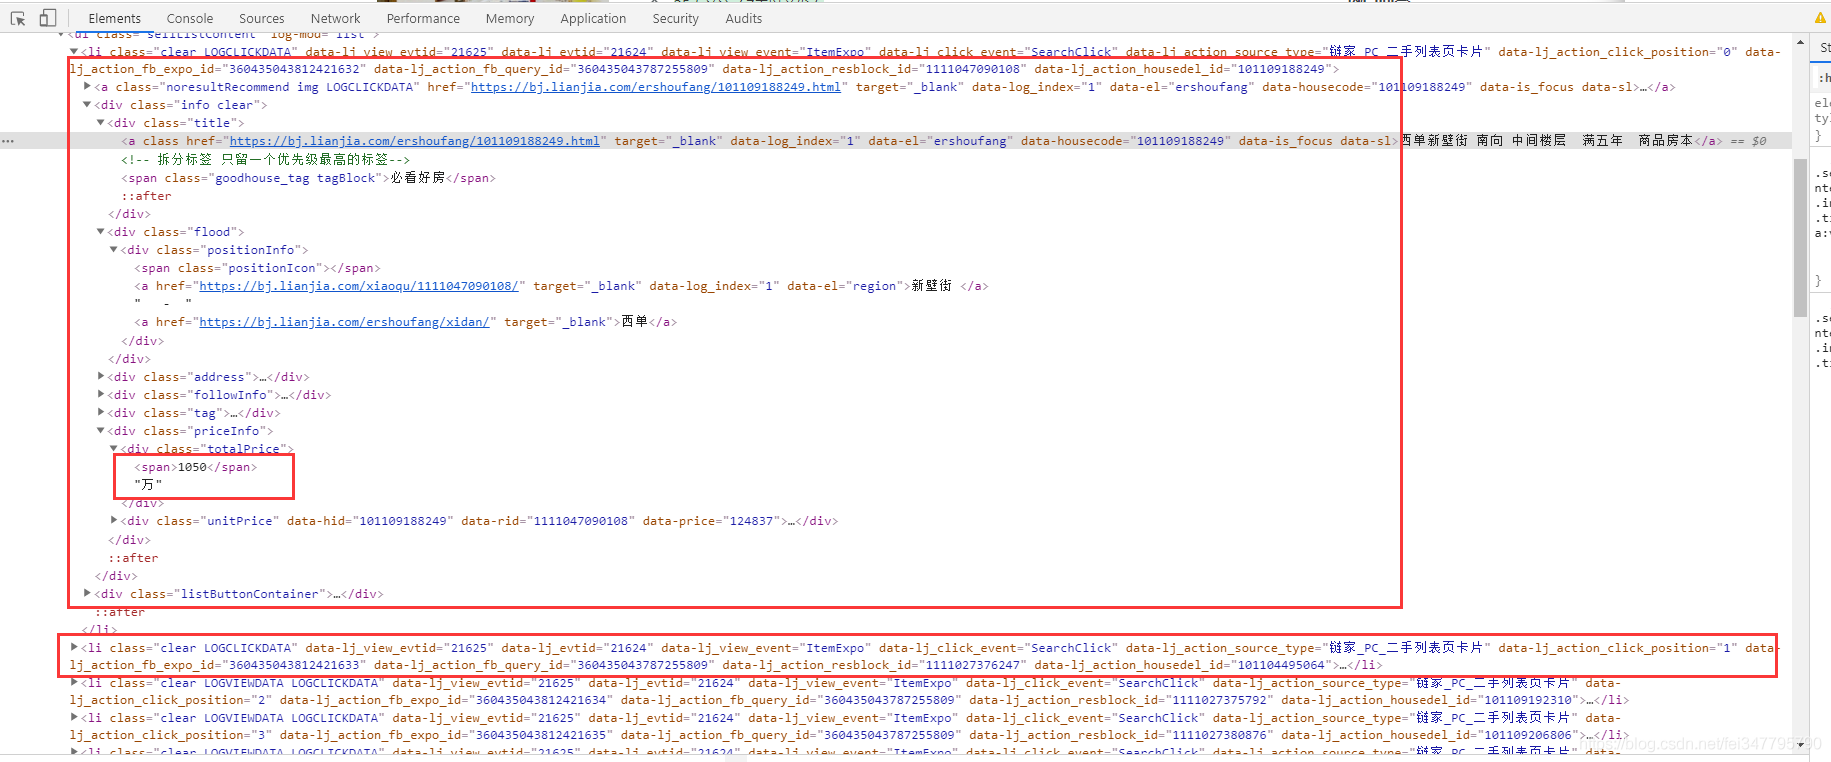 Elements Console Sources Network Performance Memory Application Security Audits
<ul class="sellListContent" log-mod="list">
<li class="clear LOGCLICKDATA" data-lj_view_evtid="21625" data-lj_evtid="21624" data-lj_view_event="ItemExpo" data-lj_click_event="SearchClick" data-lj_action_source_type="链家_PC_二手列表页卡片" data-lj_action_click_position="0" data-
lj_action_fb_expo_id="360435043812421632" data-lj_action_fb_query_id="360435043787255809" data-lj_action_resblock_id="1111047090108" data-lj_action_housedel_id="101109188249">
<a class="noresultRecommend img LOGCLICKDATA" href="https://bj.lianjia.com/ershoufang/101109188249.html" target="_blank" data-log_index="1" data-el="ershoufang" data-housecode="101109188249" data-is_focus data-sl>…</a>
<div class="info clear">
<div class="title">
<a class href="https://bj.lianjia.com/ershoufang/101109188249.html" target="_blank" data-log_index="1" data-el="ershoufang" data-housecode="101109188249" data-is_focus data-sl>西单新壁街 南向 中间楼层 满五年 商品房本</a> == $0
<!-- 拆分标签 只留一个优先级最高的标签-->
<span class="goodhouse_tag tagBlock">必看好房</span>
::after
</div>
<div class="flood">
<div class="positionInfo">
<span class="positionIcon"></span>
<a href="https://bj.lianjia.com/xiaoqu/1111047090108/" target="_blank" data-log_index="1" data-el="region">新壁街 </a>
" - "
<a href="https://bj.lianjia.com/ershoufang/xidan/" target="_blank">西单</a>
</div>
</div>
<div class="address">…</div>
<div class="followInfo">…</div>
<div class="tag">…</div>
<div class="priceInfo">
<div class="totalPrice">
<span>1050</span>
"万"
</div>
<div class="unitPrice" data-hid="101109188249" data-rid="1111047090108" data-price="124837">…</div>
</div>
::after
</div>
<div class="listButtonContainer">…</div>
::after
</li>
<li class="clear LOGCLICKDATA" data-lj_view_evtid="21625" data-lj_evtid="21624" data-lj_view_event="ItemExpo" data-lj_click_event="SearchClick" data-lj_action_source_type="链家_PC_二手列表页卡片" data-lj_action_click_position="1" data-
lj_action_fb_expo_id="360435043812421633" data-lj_action_fb_query_id="360435043787255809" data-lj_action_resblock_id="1111027376247" data-lj_action_housedel_id="101104495064">…</li>
<li class="clear LOGVIEWDATA LOGCLICKDATA" data-lj_view_evtid="21625" data-lj_evtid="21624" data-lj_view_event="ItemExpo" data-lj_click_event="SearchClick" data-lj_action_source_type="链家_PC_二手列表页卡片" data-
lj_action_click_position="2" data-lj_action_fb_expo_id="360435043812421634" data-lj_action_fb_query_id="360435043787255809" data-lj_action_resblock_id="1111027375792" data-lj_action_housedel_id="101109192310">…</li>
<li class="clear LOGVIEWDATA LOGCLICKDATA" data-lj_view_evtid="21625" data-lj_evtid="21624" data-lj_view_event="ItemExpo" data-lj_click_event="SearchClick" data-lj_action_source_type="链家_PC_二手列表页卡片" data-
lj_action_click_position="3" data-lj_action_fb_expo_id="360435043812421635" data-lj_action_fb_query_id="360435043787255809" data-lj_action_resblock_id="1111027380876" data-lj_action_housedel_id="101109206806">…</li>
<li class="clear LOGVIEWDATA LOGCLICKDATA" data-lj_view_evtid="21625" data-lj_evtid="21624" data-lj_view_event="ItemExpo" data-lj_click_event="SearchClick" data-lj_action_source_type="链家_PC_二手列表页卡片" data-
St
:h
ele
tyl
}
.se
nte
.in
.ti
a:v
}
.se
nte
.in
.ti